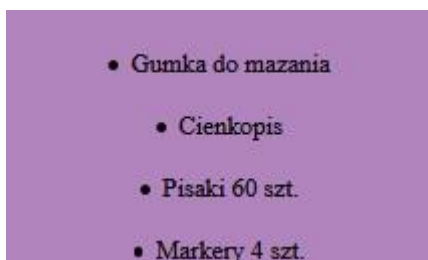 • Gumka do mazania
• Cienkopis
• Pisaki 60 szt.
• Markery 4 szt.